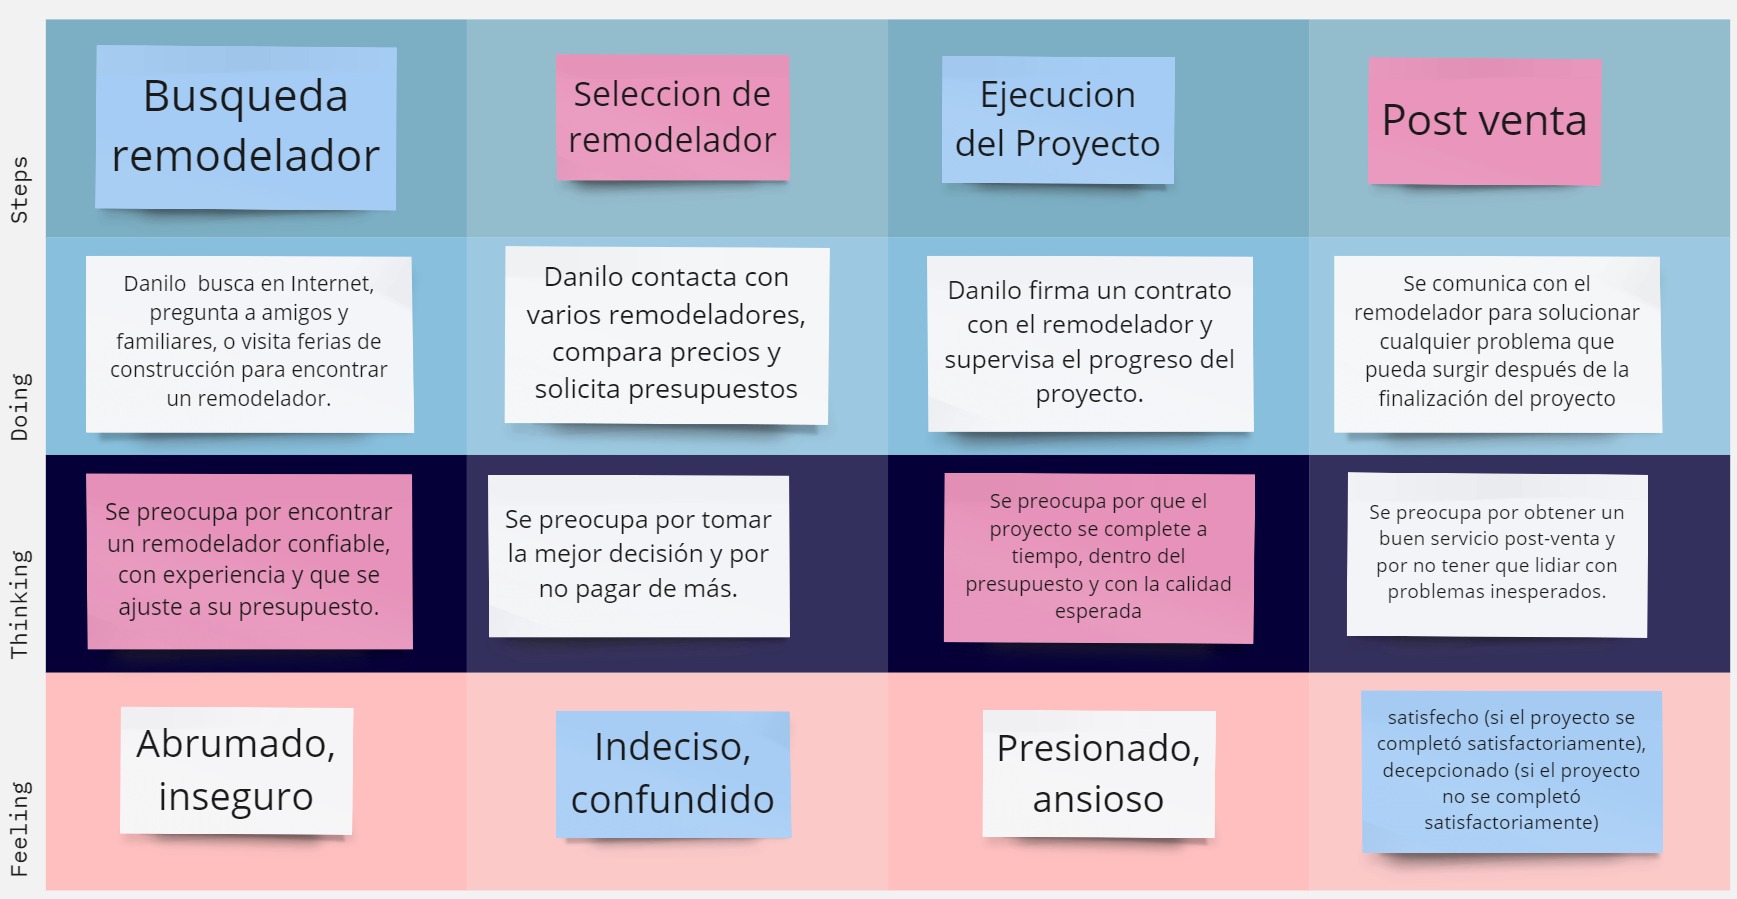 Steps
Busqueda
remodelador
Seleccion de
remodelador
Ejecucion
del Proyecto
Post venta
Doing
Danilo  busca en Internet,
pregunta a amigos y
familiares, o visita ferias de
construcción para encontrar
un remodelador.
Danilo contacta con
varios remodeladores,
compara precios y
solicita presupuestos
Danilo firma un contrato
con el remodelador y
supervisa el progreso del
proyecto.
Se comunica con el
remodelador para solucionar
cualquier problema que
pueda surgir después de la
finalización del proyecto
Thinking
Se preocupa por encontrar
un remodelador confiable,
con experiencia y que se
ajuste a su presupuesto.
Se preocupa por tomar
la mejor decisión y por
no pagar de más.
Se preocupa por que el
proyecto se complete a
tiempo, dentro del
presupuesto y con la calidad
esperada
Se preocupa por obtener un
buen servicio post-venta y
por no tener que lidiar con
problemas inesperados.
Feeling
Abrumado,
inseguro
Indeciso,
confundido
Presionado,
ansioso
satisfecho (si el proyecto se
completó satisfactoriamente),
decepcionado (si el proyecto
no se completó
satisfactoriamente)